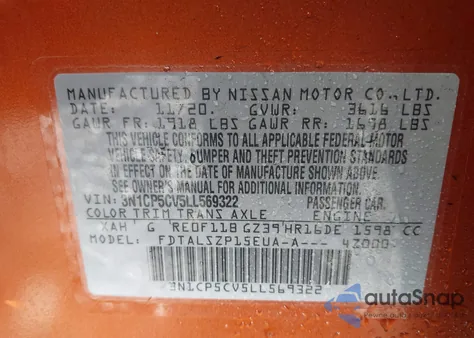 MANUFACTURED BY NISSAN MOTOR CO., LTD.
DATE: 11/20. GVWR: 3616 LBS
GAWR FR: 1918 LBS GAWR RR: 1698 LBS
THIS VEHICLE CONFORMS TO ALL APPLICABLE FEDERAL MOTOR
VEHICLE SAFETY, BUMPER AND THEFT PREVENTION STANDARDS
IN EFFECT ON THE DATE OF MANUFACTURE SHOWN ABOVE.
SEE OWNER'S MANUAL FOR ADDITIONAL INFORMATION
VIN: 3N1CP5CV5LL569322 PASSENGER CAR.
COLOR TRIM TRANS AXLE ENGINE
XAH G RE0F11B GZ39 HR16DE 1598 CC
MODEL: FDTALSZP15EUA-A--- 4Z000
3N1CP5CV5LL569322
autoSnap